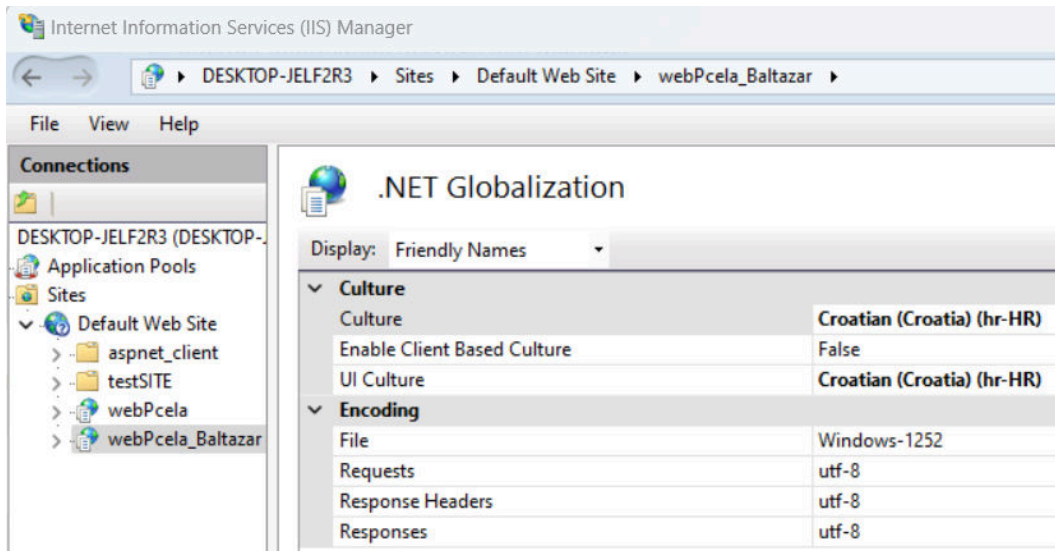 Internet Information Services (IIS) Manager
DESKTOP-JELF2R3 Sites Default Web Site webPcela_Baltazar
File View Help
Connections
DESKTOP-JELF2R3 (DESKTOP-J
Application Pools
Sites
Default Web Site
aspnet_client
testSITE
webPcela
webPcela_Baltazar
.NET Globalization
Display: Friendly Names
Culture
Culture Croatian (Croatia) (hr-HR)
Enable Client Based Culture False
UI Culture Croatian (Croatia) (hr-HR)
Encoding
File Windows-1252
Requests utf-8
Response Headers utf-8
Responses utf-8